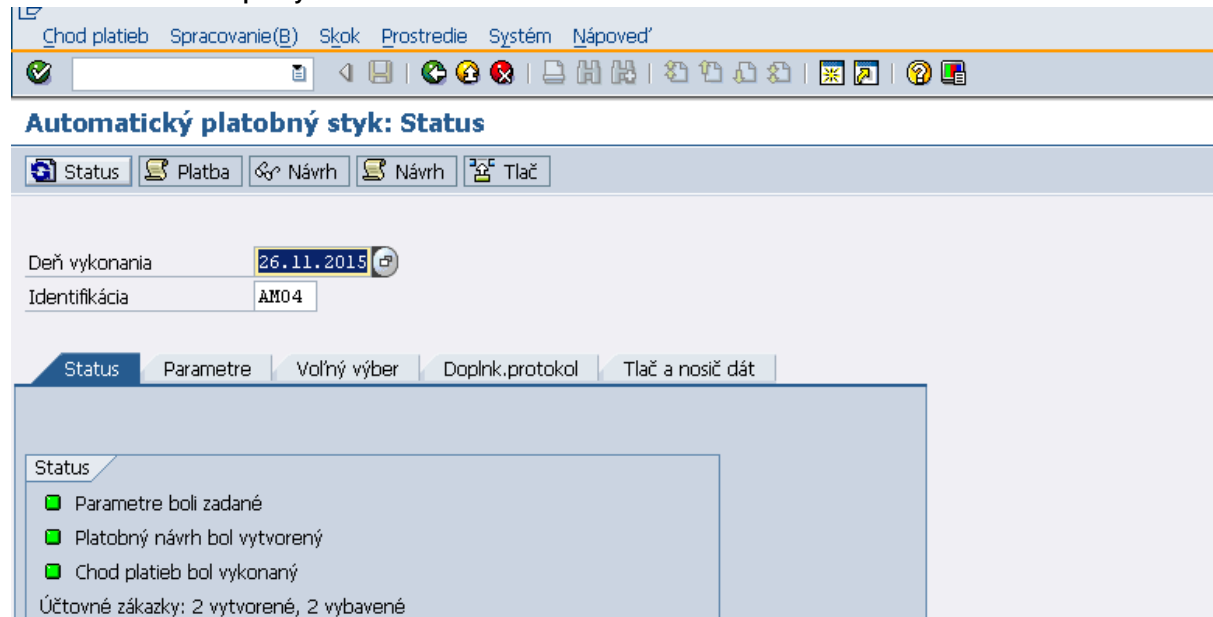 Chod platieb Spracovanie(B) Skok Prostredie Systém Nápoveď
Automatický platobný styk: Status
Status Platba Návrh Návrh Tlač
Deň vykonania 26.11.2015
Identifikácia AM04
Status Parametre Voľný výber Doplnk.protokol Tlač a nosič dát
Status
Parametre boli zadané
Platobný návrh bol vytvorený
Chod platieb bol vykonaný
Účtovné zákazky: 2 vytvorené, 2 vybavené